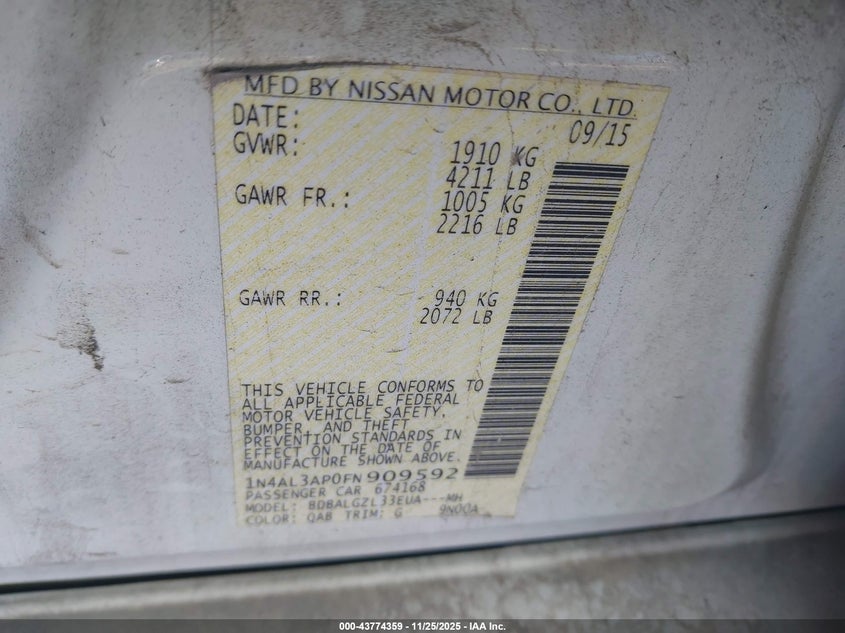 MFD BY NISSAN MOTOR CO., LTD.
DATE: 09/15
GVWR: 1910 KG
4211 LB
GAWR FR.: 1005 KG
2216 LB
GAWR RR.: 940 KG
2072 LB
THIS VEHICLE CONFORMS TO
ALL APPLICABLE FEDERAL
MOTOR VEHICLE SAFETY,
BUMPER, AND THEFT
PREVENTION STANDARDS IN
EFFECT ON THE DATE OF
MANUFACTURE SHOWN ABOVE.
1N4AL3AP0FN909592
PASSENGER CAR 674168
MODEL: BDBALGZL33EUA---MH
COLOR: QAB TRIM: G 9N00A
000-43774359 | 11/25/2025 – IAA Inc.